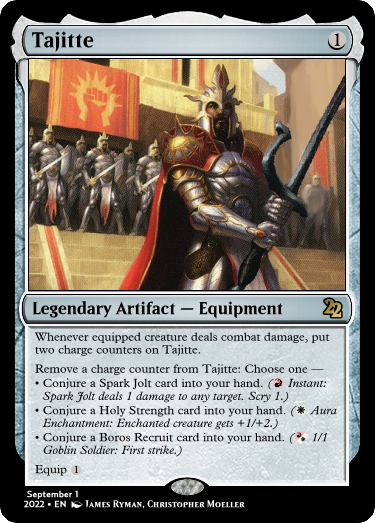 Tajitte 1
Legendary Artifact — Equipment 22
Whenever equipped creature deals combat damage, put
two charge counters on Tajitte.
Remove a charge counter from Tajitte: Choose one —
• Conjure a Spark Jolt card into your hand. ( Instant:
Spark Jolt deals 1 damage to any target. Scry 1.)
• Conjure a Holy Strength card into your hand. ( Aura
Enchantment: Enchanted creature gets +1/+2.)
• Conjure a Boros Recruit card into your hand. ( 1/1
Goblin Soldier: First strike.)
Equip 1
September 1
2022 • EN James Ryman, Christopher Moeller